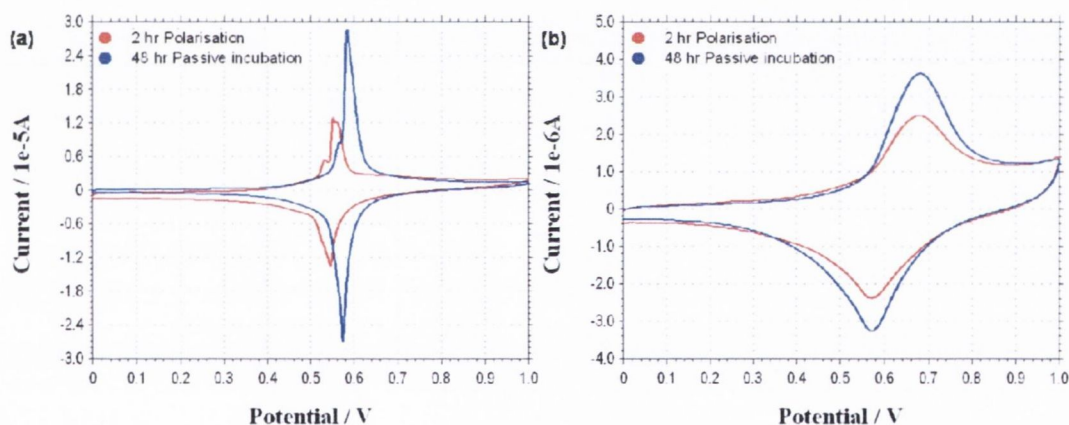 (a)
2 hr Polarisation
48 hr Passive incubation
Current / 1e-5A
3.0
2.4
1.8
1.2
0.6
0
-0.6
-1.2
-1.8
-2.4
-3.0
0 0.1 0.2 0.3 0.4 0.5 0.6 0.7 0.8 0.9 1.0
Potential / V
(b)
2 hr Polarisation
48 hr Passive incubation
Current / 1e-6A
5.0
4.0
3.0
2.0
1.0
0
-1.0
-2.0
-3.0
-4.0
0 0.1 0.2 0.3 0.4 0.5 0.6 0.7 0.8 0.9 1.0
Potential / V